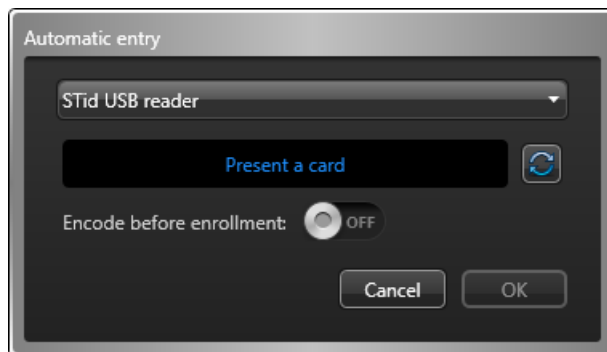 Automatic entry
STid USB reader
Present a card
Encode before enrollment: OFF
Cancel OK